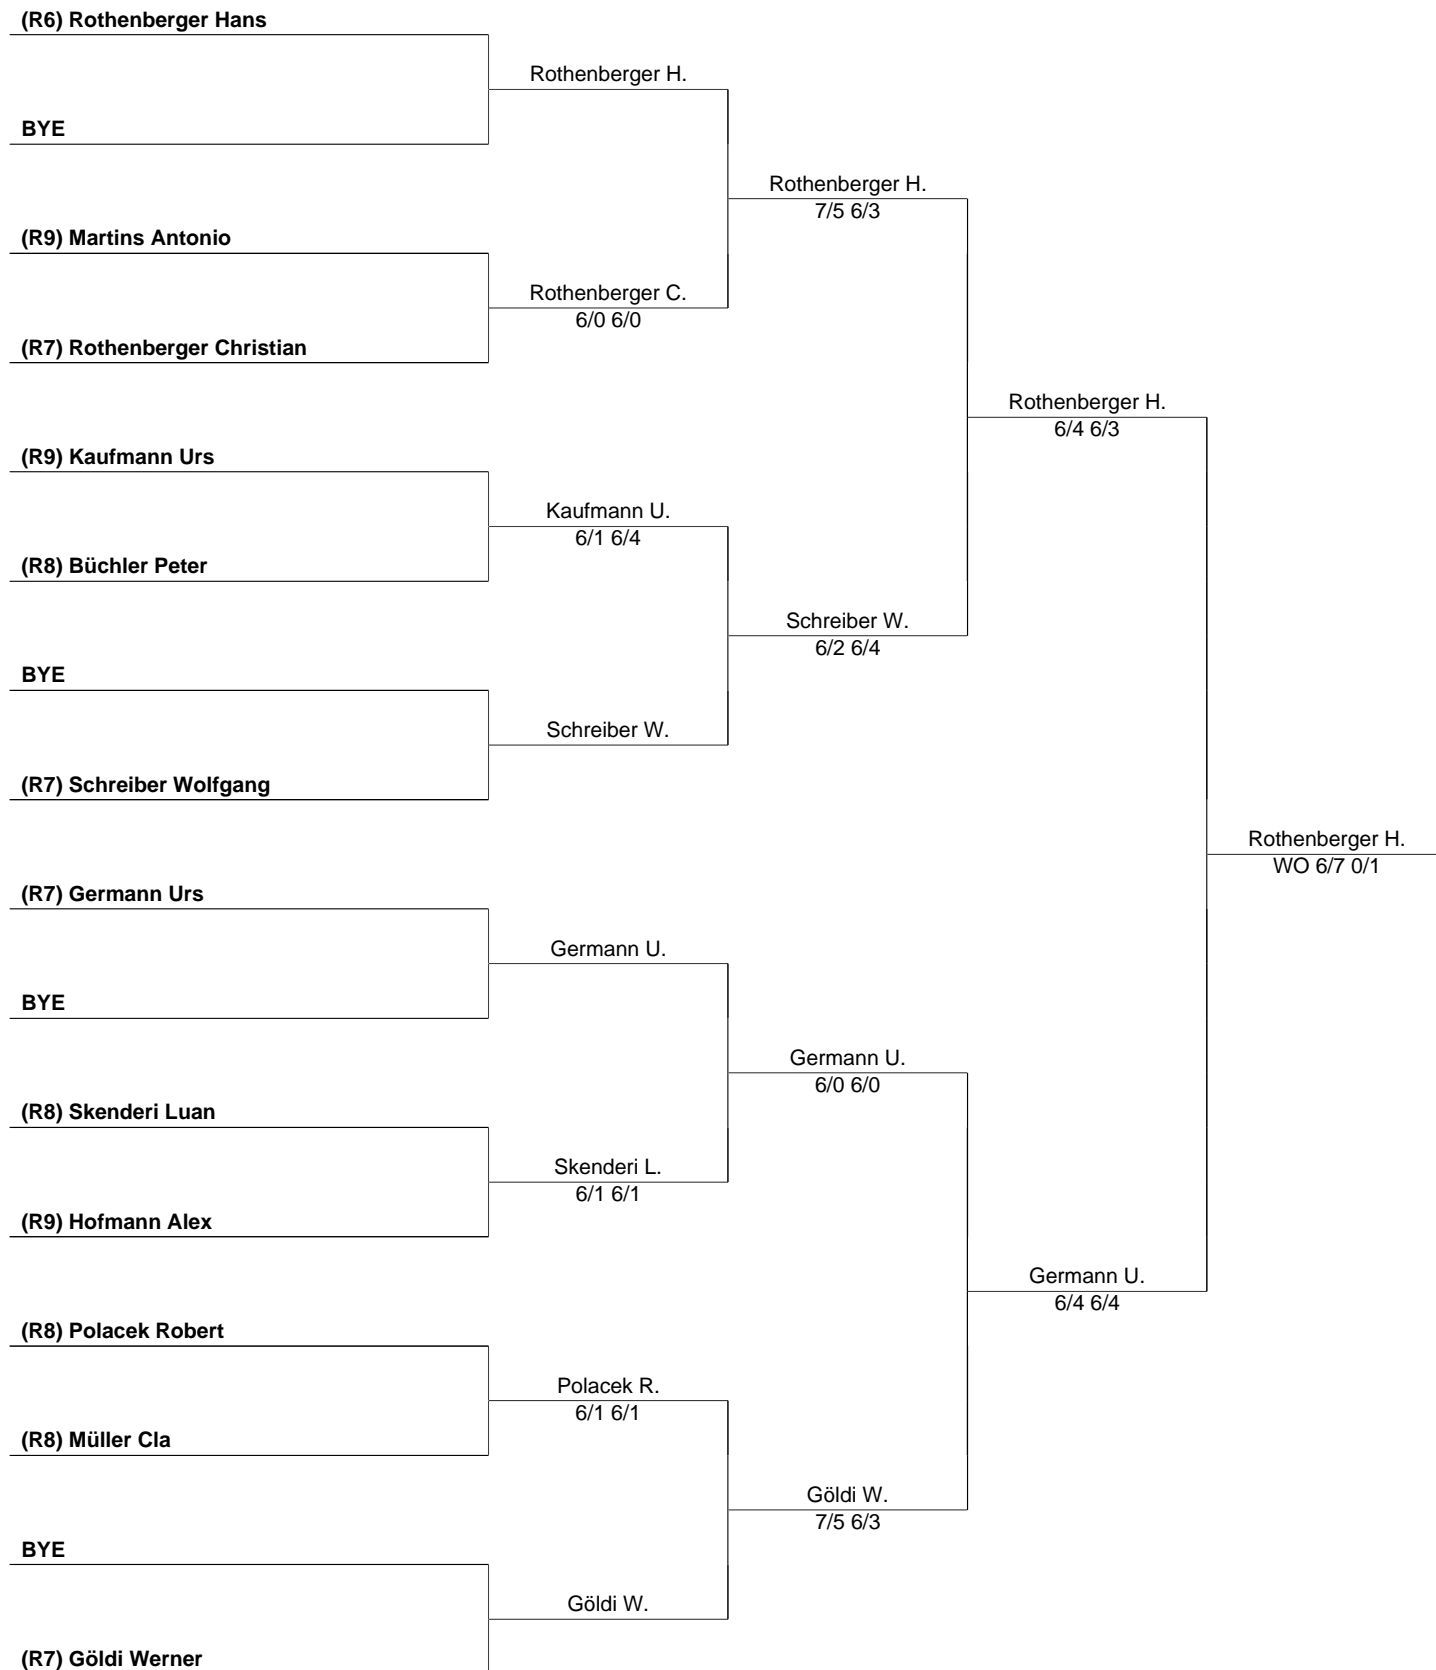 (R6) Rothenberger Hans
Rothenberger H.
BYE
Rothenberger H.
7/5 6/3
(R9) Martins Antonio
Rothenberger C.
6/0 6/0
(R7) Rothenberger Christian
Rothenberger H.
6/4 6/3
(R9) Kaufmann Urs
Kaufmann U.
6/1 6/4
(R8) Büchler Peter
Schreiber W.
6/2 6/4
BYE
Schreiber W.
(R7) Schreiber Wolfgang
Rothenberger H.
WO 6/7 0/1
(R7) Germann Urs
Germann U.
BYE
Germann U.
6/0 6/0
(R8) Skenderi Luan
Skenderi L.
6/1 6/1
(R9) Hofmann Alex
Germann U.
6/4 6/4
(R8) Polacek Robert
Polacek R.
6/1 6/1
(R8) Müller Cla
Göldi W.
7/5 6/3
BYE
Göldi W.
(R7) Göldi Werner